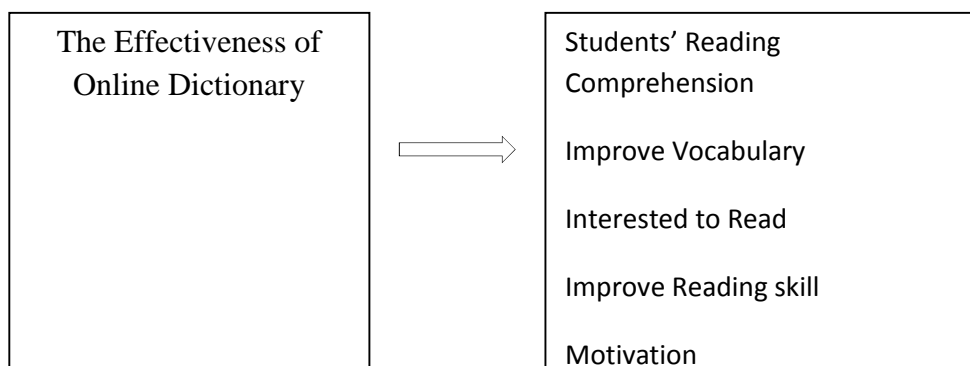 The Effectiveness of
Online Dictionary
Students’ Reading
Comprehension
Improve Vocabulary
Interested to Read
Improve Reading skill
Motivation